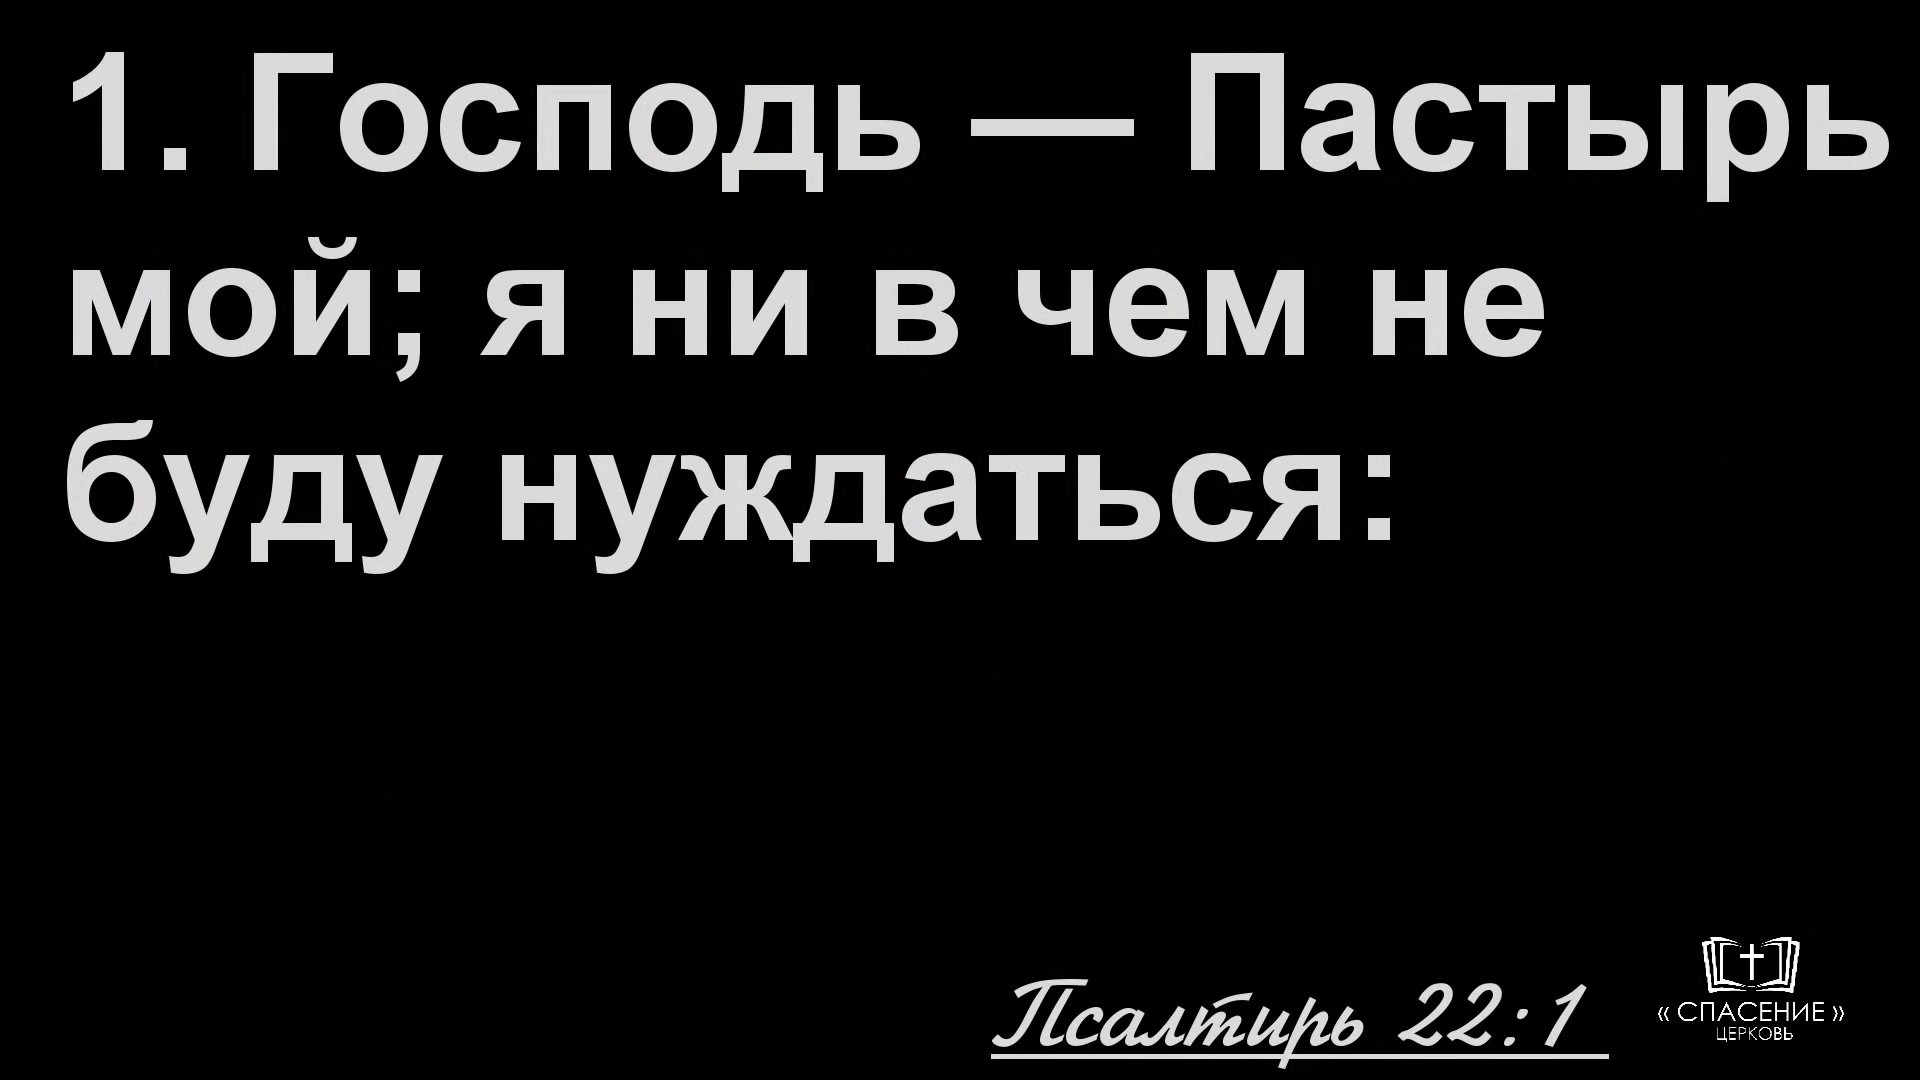 1. Господь — Пастырь
мой; я ни в чем не
буду нуждаться:
Псалтирь 22:1
« СПАСЕНИЕ »
ЦЕРКОВЬ